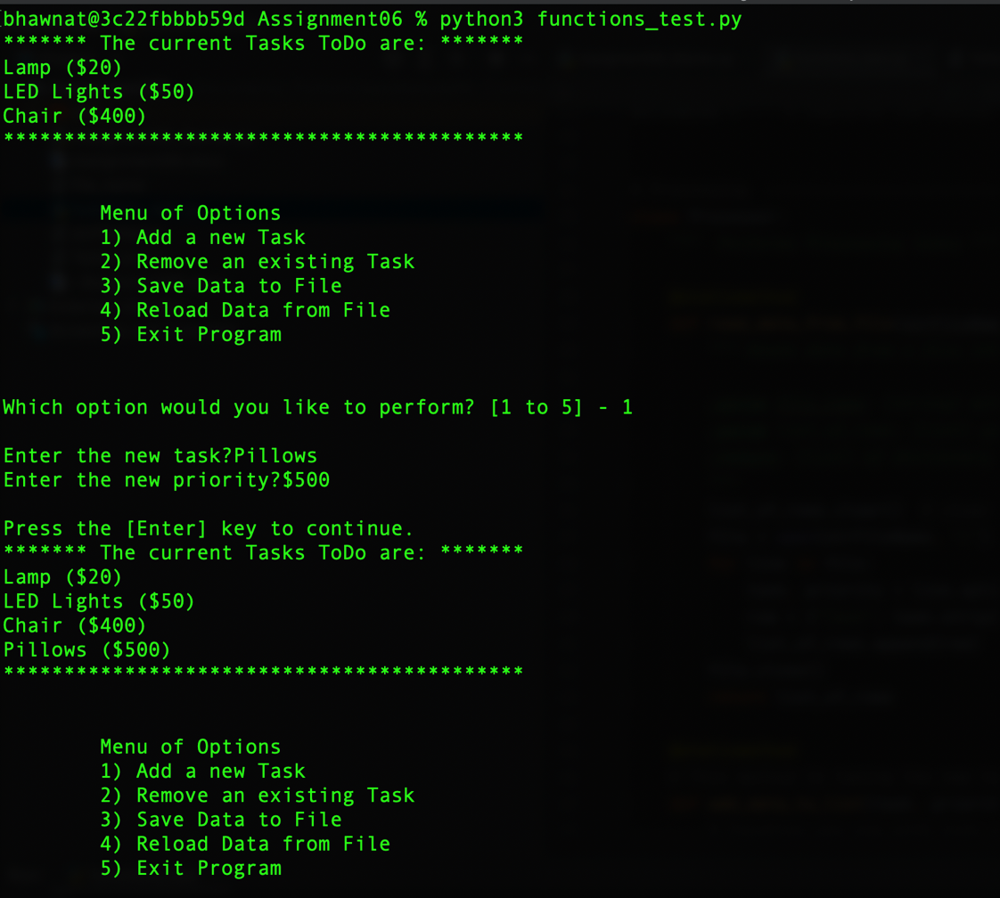 bhawnat@3c22fbbbb59d Assignment06 % python3 functions_test.py
******* The current Tasks ToDo are: *******
Lamp ($20)
LED Lights ($50)
Chair ($400)
*******************************************
Menu of Options
1) Add a new Task
2) Remove an existing Task
3) Save Data to File
4) Reload Data from File
5) Exit Program
Which option would you like to perform? [1 to 5] - 1
Enter the new task?Pillows
Enter the new priority?$500
Press the [Enter] key to continue.
******* The current Tasks ToDo are: *******
Lamp ($20)
LED Lights ($50)
Chair ($400)
Pillows ($500)
*******************************************
Menu of Options
1) Add a new Task
2) Remove an existing Task
3) Save Data to File
4) Reload Data from File
5) Exit Program